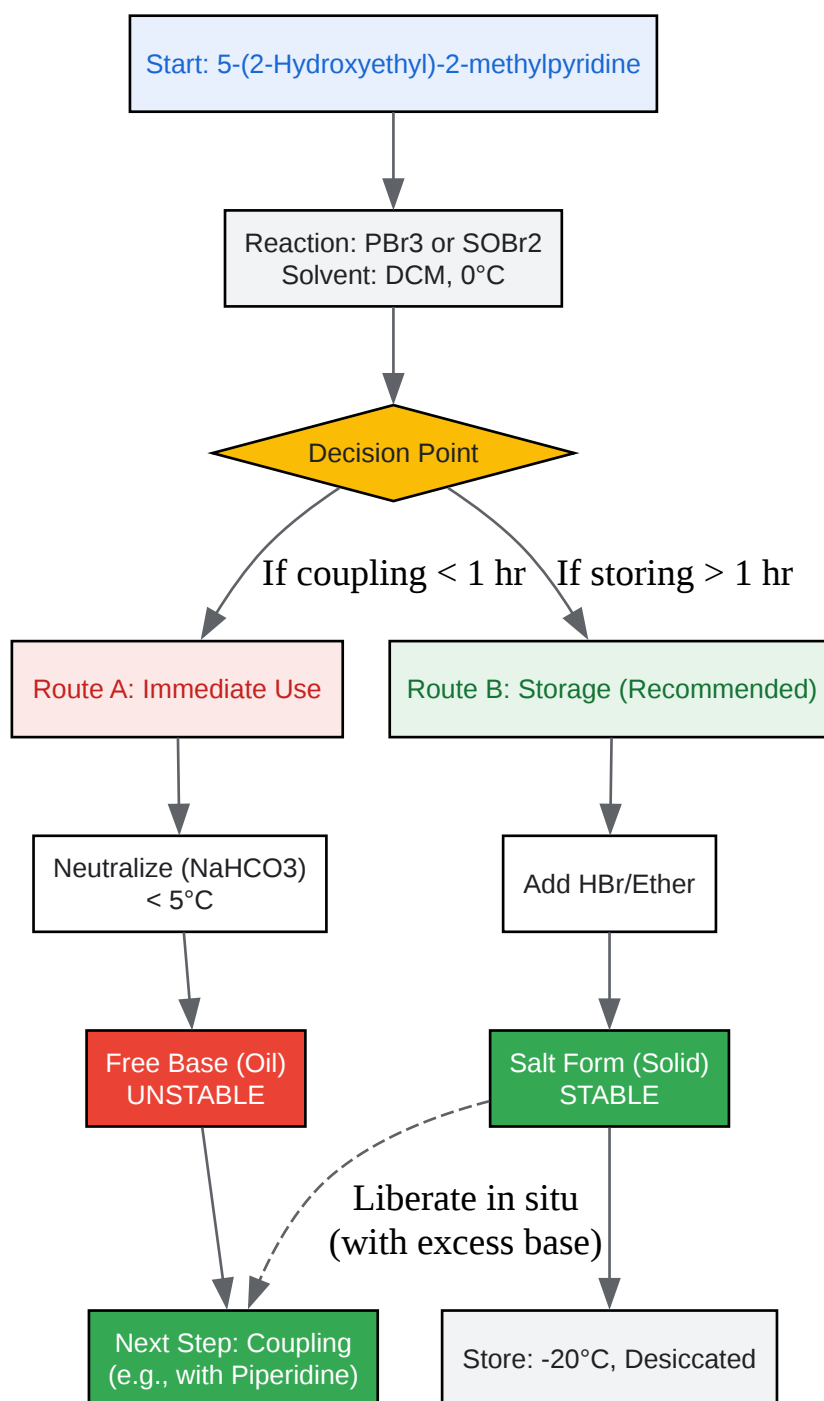 Start: 5-(2-Hydroxyethyl)-2-methylpyridine
Reaction: PBr3 or SOBr2
Solvent: DCM, 0°C
Decision Point
If coupling < 1 hr
If storing > 1 hr
Route A: Immediate Use
Route B: Storage (Recommended)
Neutralize (NaHCO3)
< 5°C
Add HBr/Ether
Free Base (Oil)
UNSTABLE
Salt Form (Solid)
STABLE
Liberate in situ
(with excess base)
Next Step: Coupling
(e.g., with Piperidine)
Store: -20°C, Desiccated